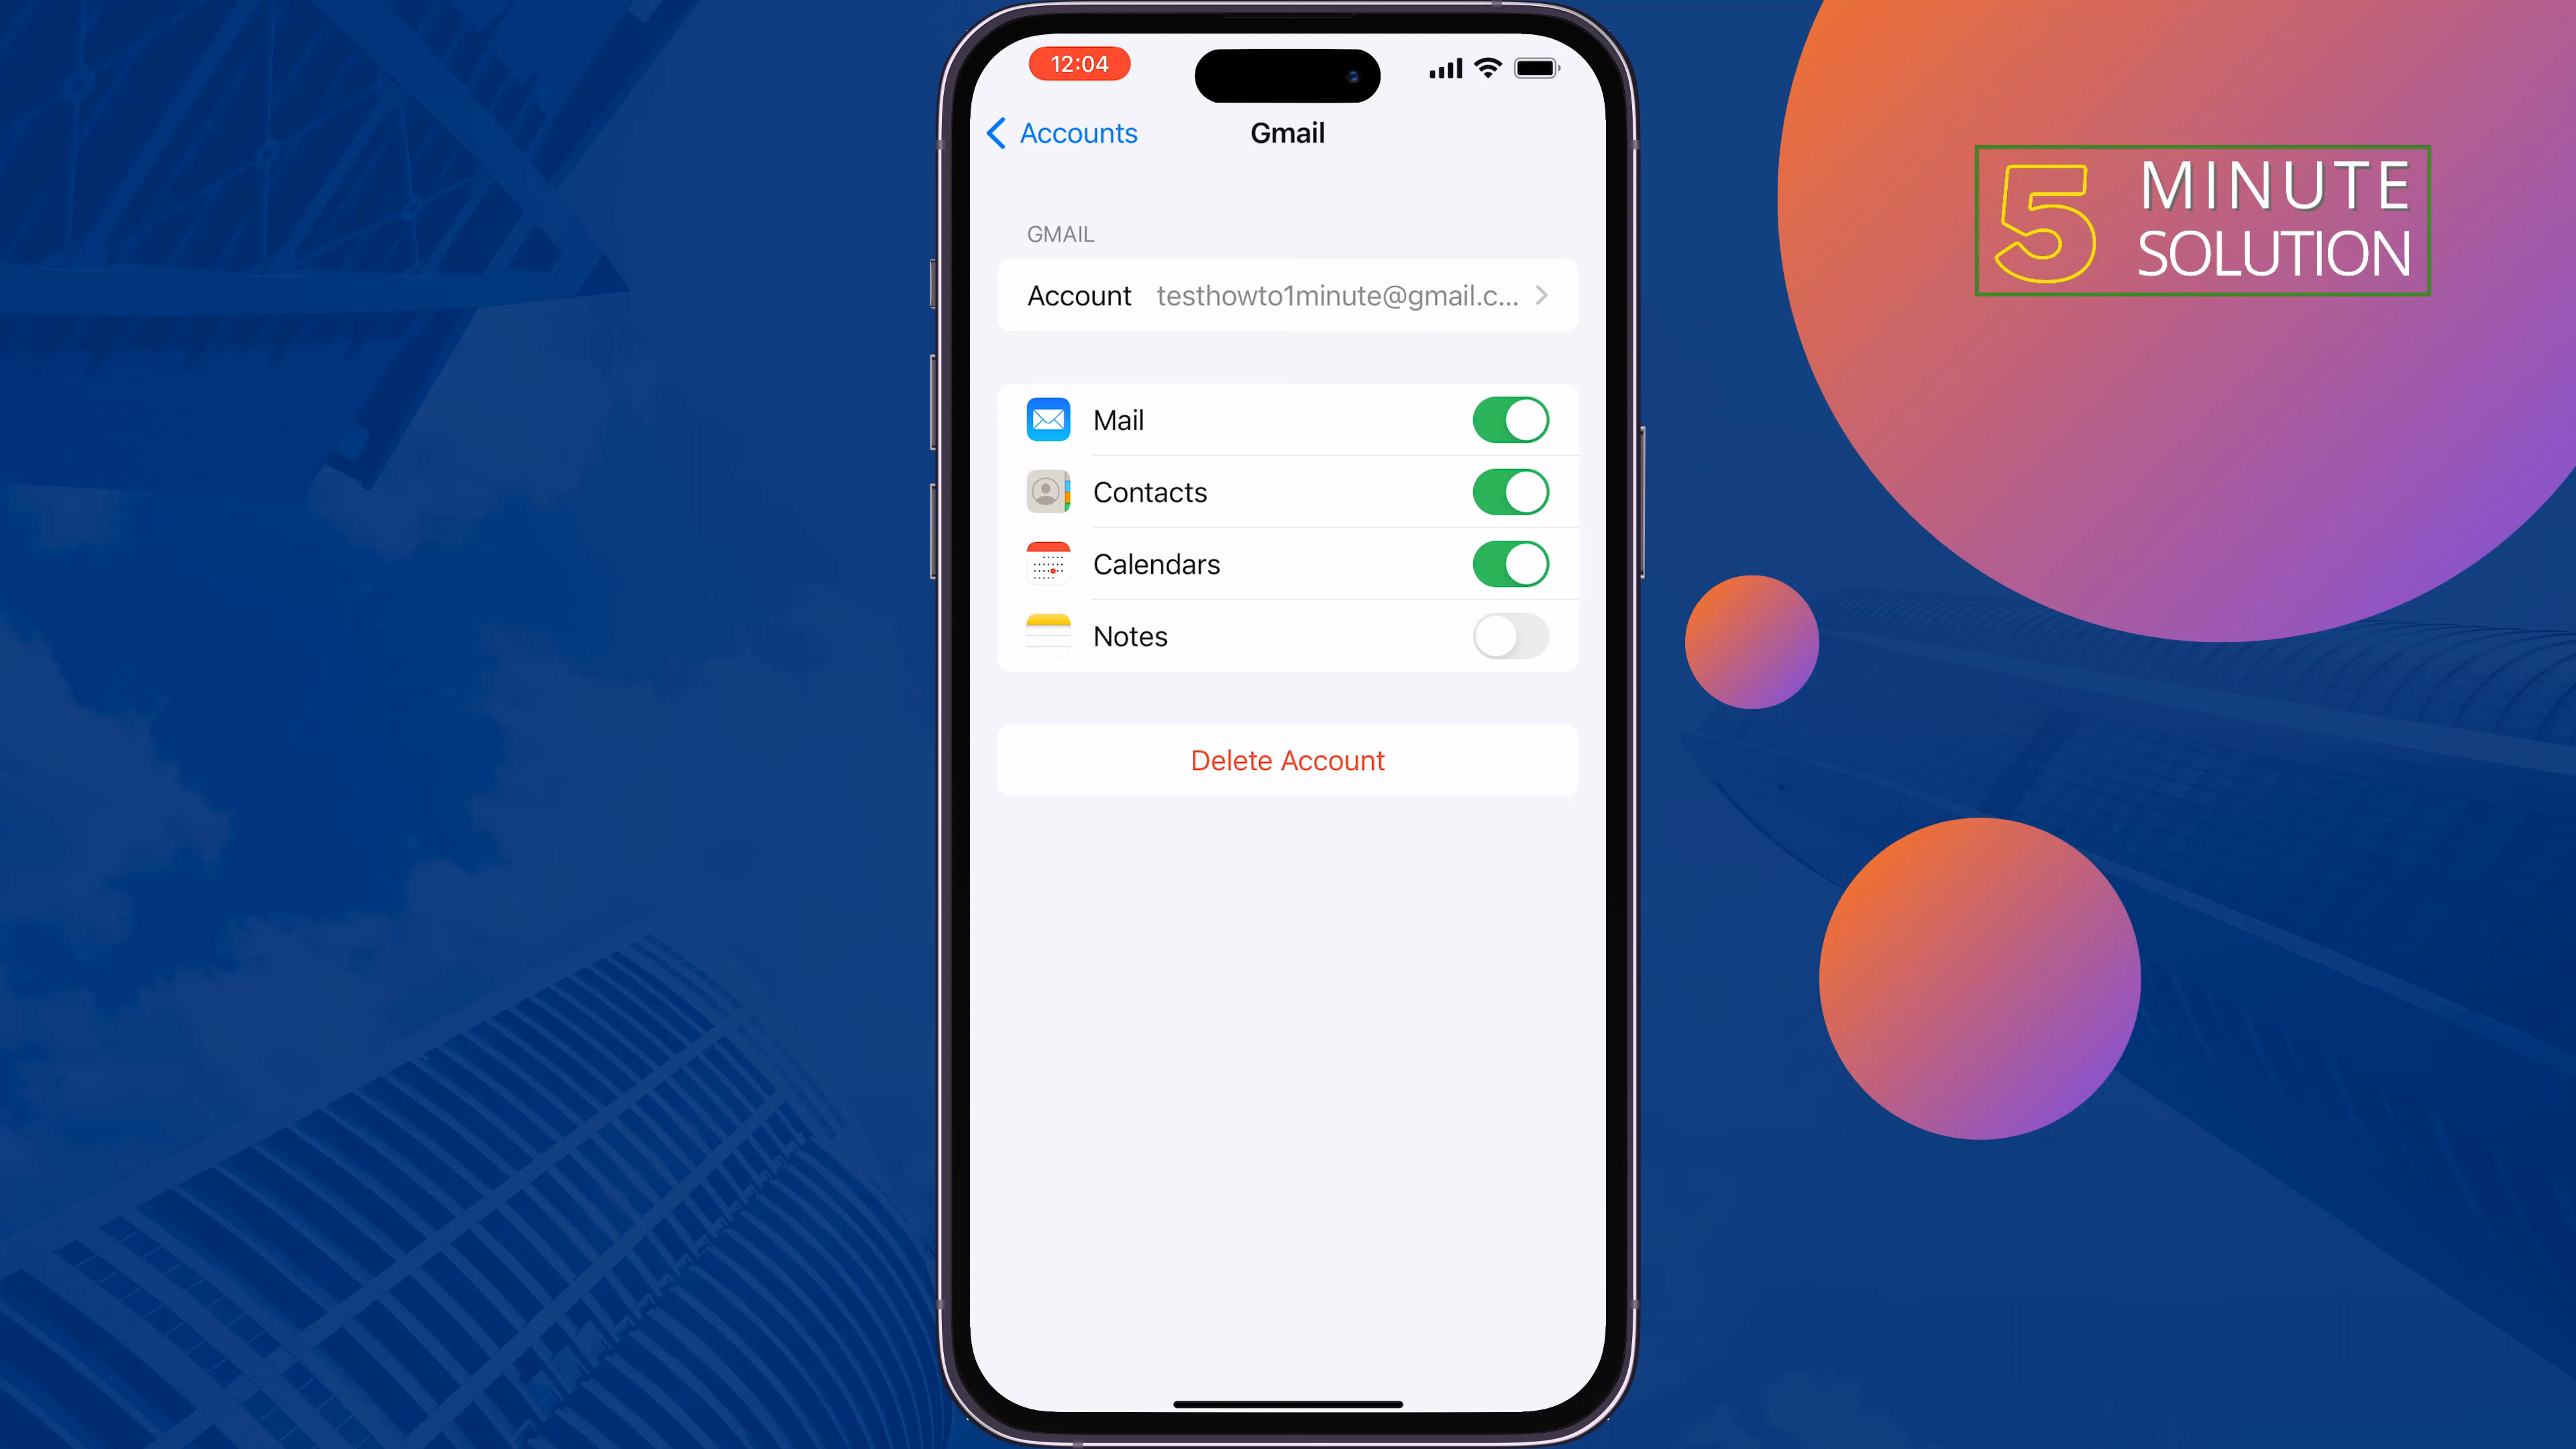 12:04
Accounts
Gmail
GMAIL
Account testhowto1minute@gmail.c...
Mail
Contacts
Calendars
Notes
Delete Account
5 MINUTE
SOLUTION